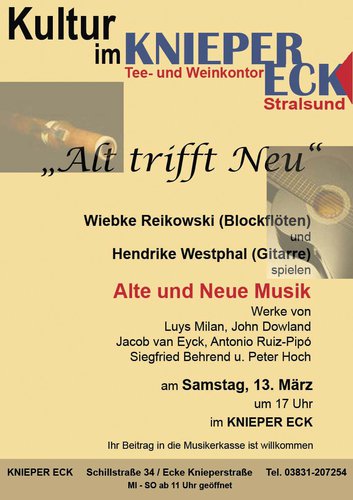 Kultur
im KNIEPER
Tee- und Weinkontor ECK
Stralsund
„Alt trifft Neu“
Wiebke Reikowski (Blockflöten)
und
Hendrike Westphal (Gitarre)
spielen
Alte und Neue Musik
Werke von
Luys Milan, John Dowland
Jacob van Eyck, Antonio Ruiz-Pipó
Siegfried Behrend u. Peter Hoch
am Samstag, 13. März
um 17 Uhr
im KNIEPER ECK
Ihr Beitrag in die Musikerkasse ist willkommen
KNIEPER ECK Schillstraße 34 / Ecke Knieperstraße Tel. 03831-207254
MI - SO ab 11 Uhr geöffnet